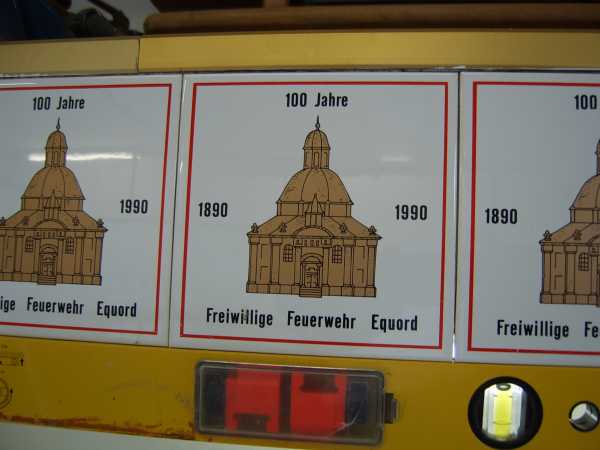 100 Jahre
1990
ige Feuerwehr Equord
100 Jahre
1890 1990
Freiwillige Feuerwehr Equord
100
1890
Freiwillige Fe